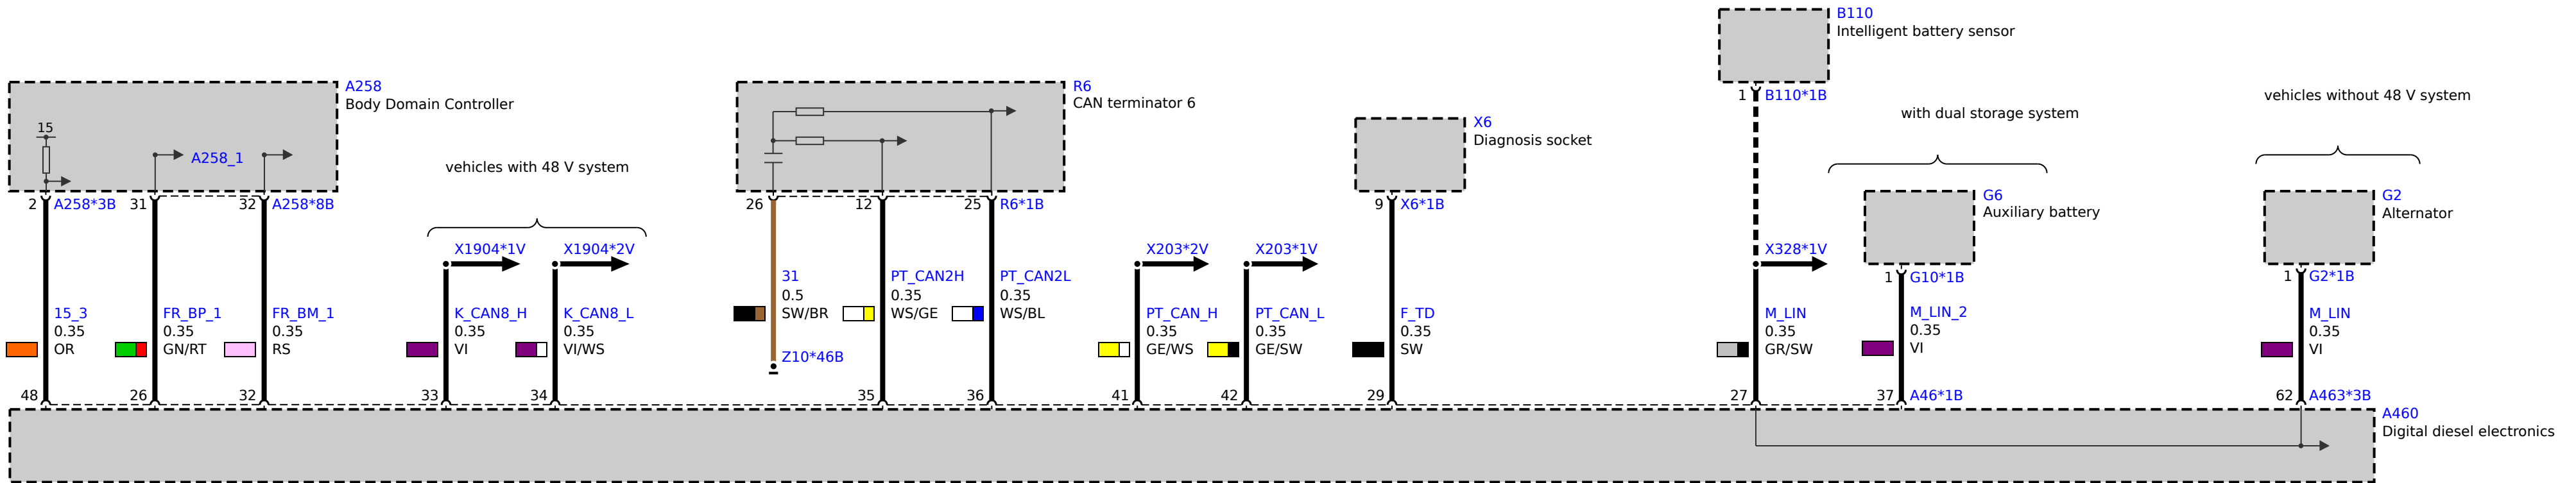 B110
Intelligent battery sensor
A258
Body Domain Controller
R6
CAN terminator 6
1
B110*1B
vehicles without 48 V system
with dual storage system
15
X6
Diagnosis socket
A258_1
vehicles with 48 V system
2
A258*3B
31
32
A258*8B
26
12
25
R6*1B
9
X6*1B
G6
Auxiliary battery
G2
Alternator
X1904*1V
X1904*2V
X203*2V
X203*1V
X328*1V
1
G10*1B
1
G2*1B
31
0.5
SW/BR
PT_CAN2H
0.35
WS/GE
PT_CAN2L
0.35
WS/BL
15_3
0.35
OR
FR_BP_1
0.35
GN/RT
FR_BM_1
0.35
RS
K_CAN8_H
0.35
VI
K_CAN8_L
0.35
VI/WS
Z10*46B
PT_CAN_H
0.35
GE/WS
PT_CAN_L
0.35
GE/SW
F_TD
0.35
SW
M_LIN
0.35
GR/SW
M_LIN_2
0.35
VI
M_LIN
0.35
VI
48
26
32
33
34
35
36
41
42
29
27
37
A46*1B
62
A463*3B
A460
Digital diesel electronics